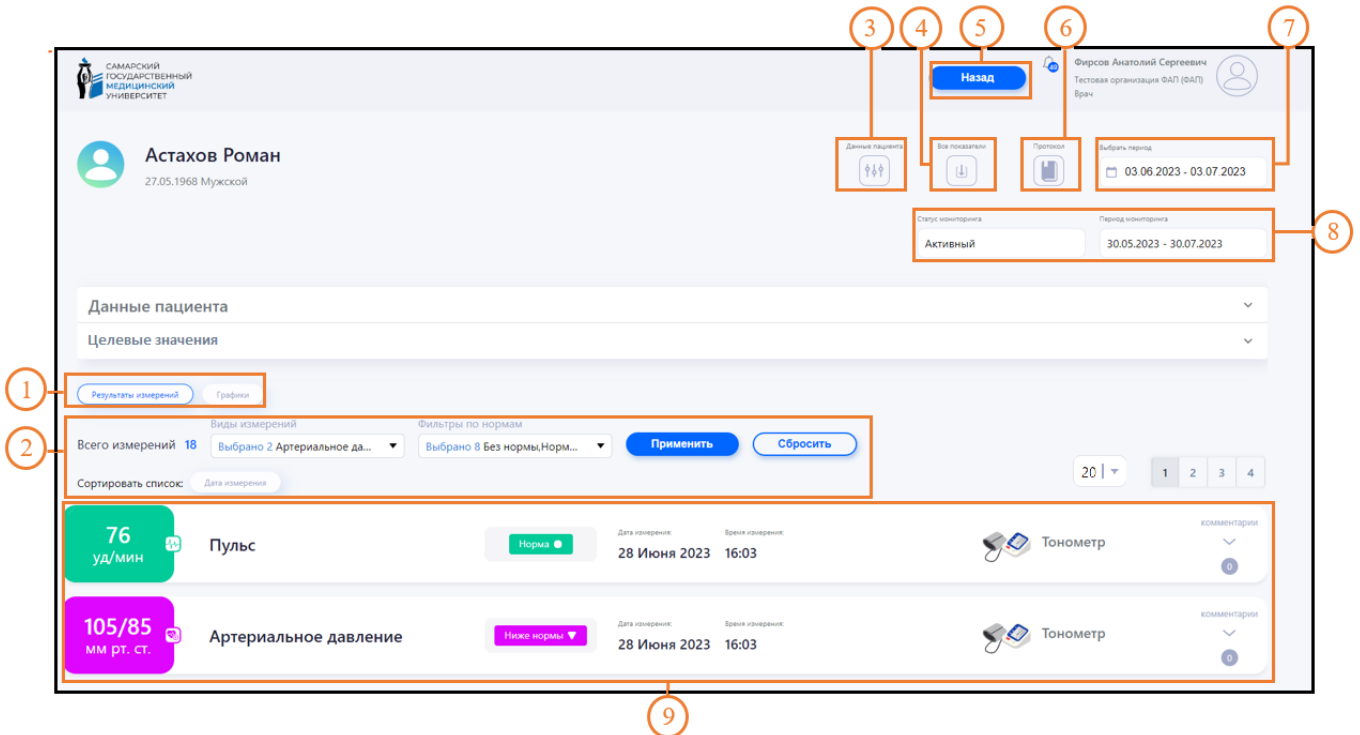 3 4 5 6 7
САМАРСКИЙ
ГОСУДАРСТВЕННЫЙ
МЕДИЦИНСКИЙ
УНИВЕРСИТЕТ
Назад
49
Фирсов Анатолий Сергеевич
Тестовая организация ФАП (ФАП)
Врач
Астахов Роман
27.05.1968 Мужской
Данные пациента Все показатели Протокол Выбрать период
03.06.2023 - 03.07.2023
Статус мониторинга Период мониторинга
Активный 30.05.2023 - 30.07.2023
8
Данные пациента
Целевые значения
1
Результаты измерений Графики
2
Виды измерений Фильтры по нормам
Всего измерений 18 Выбрано 2 Артериальное да... Выбрано 8 Без нормы,Норм... Применить Сбросить
Сортировать список: Дата измерения
20 1 2 3 4
76
уд/мин
Пульс
Норма
Дата измерения: Время измерения:
28 Июня 2023 16:03
Тонометр
комментарии
0
105/85
мм рт. ст.
Артериальное давление
Ниже нормы
Дата измерения: Время измерения:
28 Июня 2023 16:03
Тонометр
комментарии
0
9